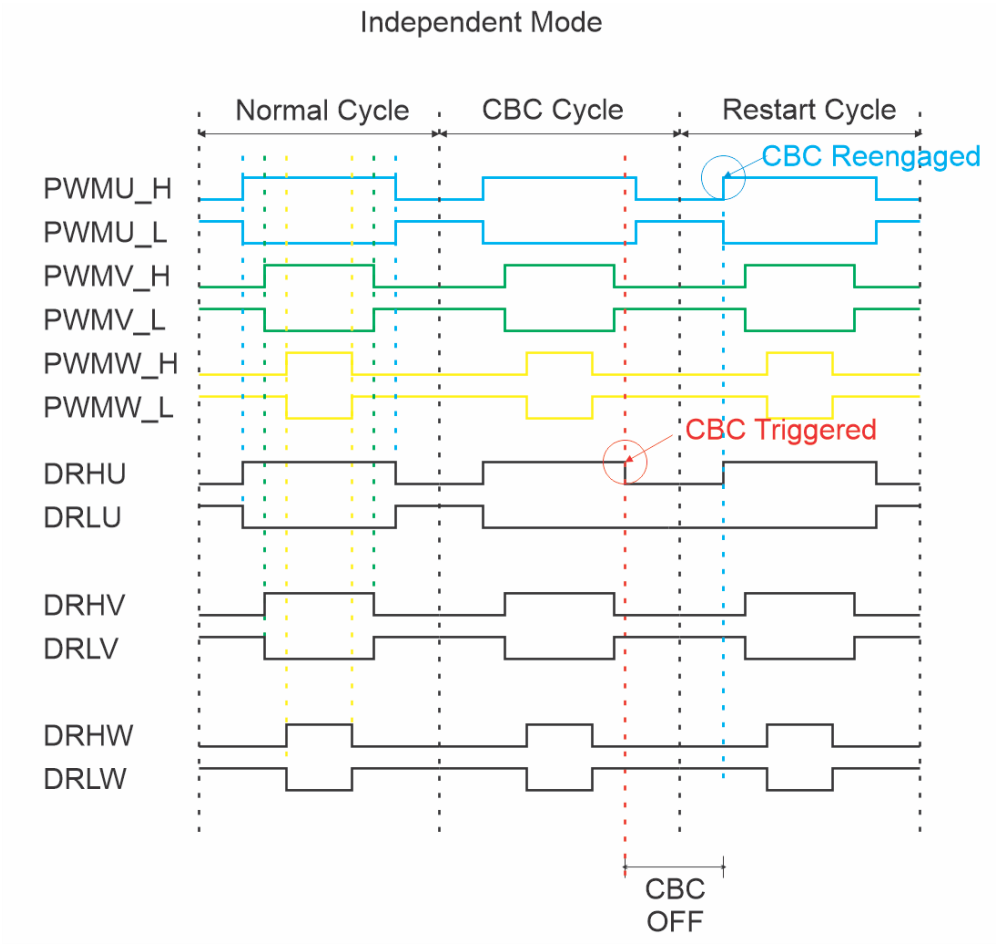 Independent Mode
Normal Cycle
CBC Cycle
Restart Cycle
CBC Reengaged
PWMU_H
PWMU_L
PWMV_H
PWMV_L
PWMW_H
PWMW_L
CBC Triggered
DRHU
DRLU
DRHV
DRLV
DRHW
DRLW
CBC
OFF